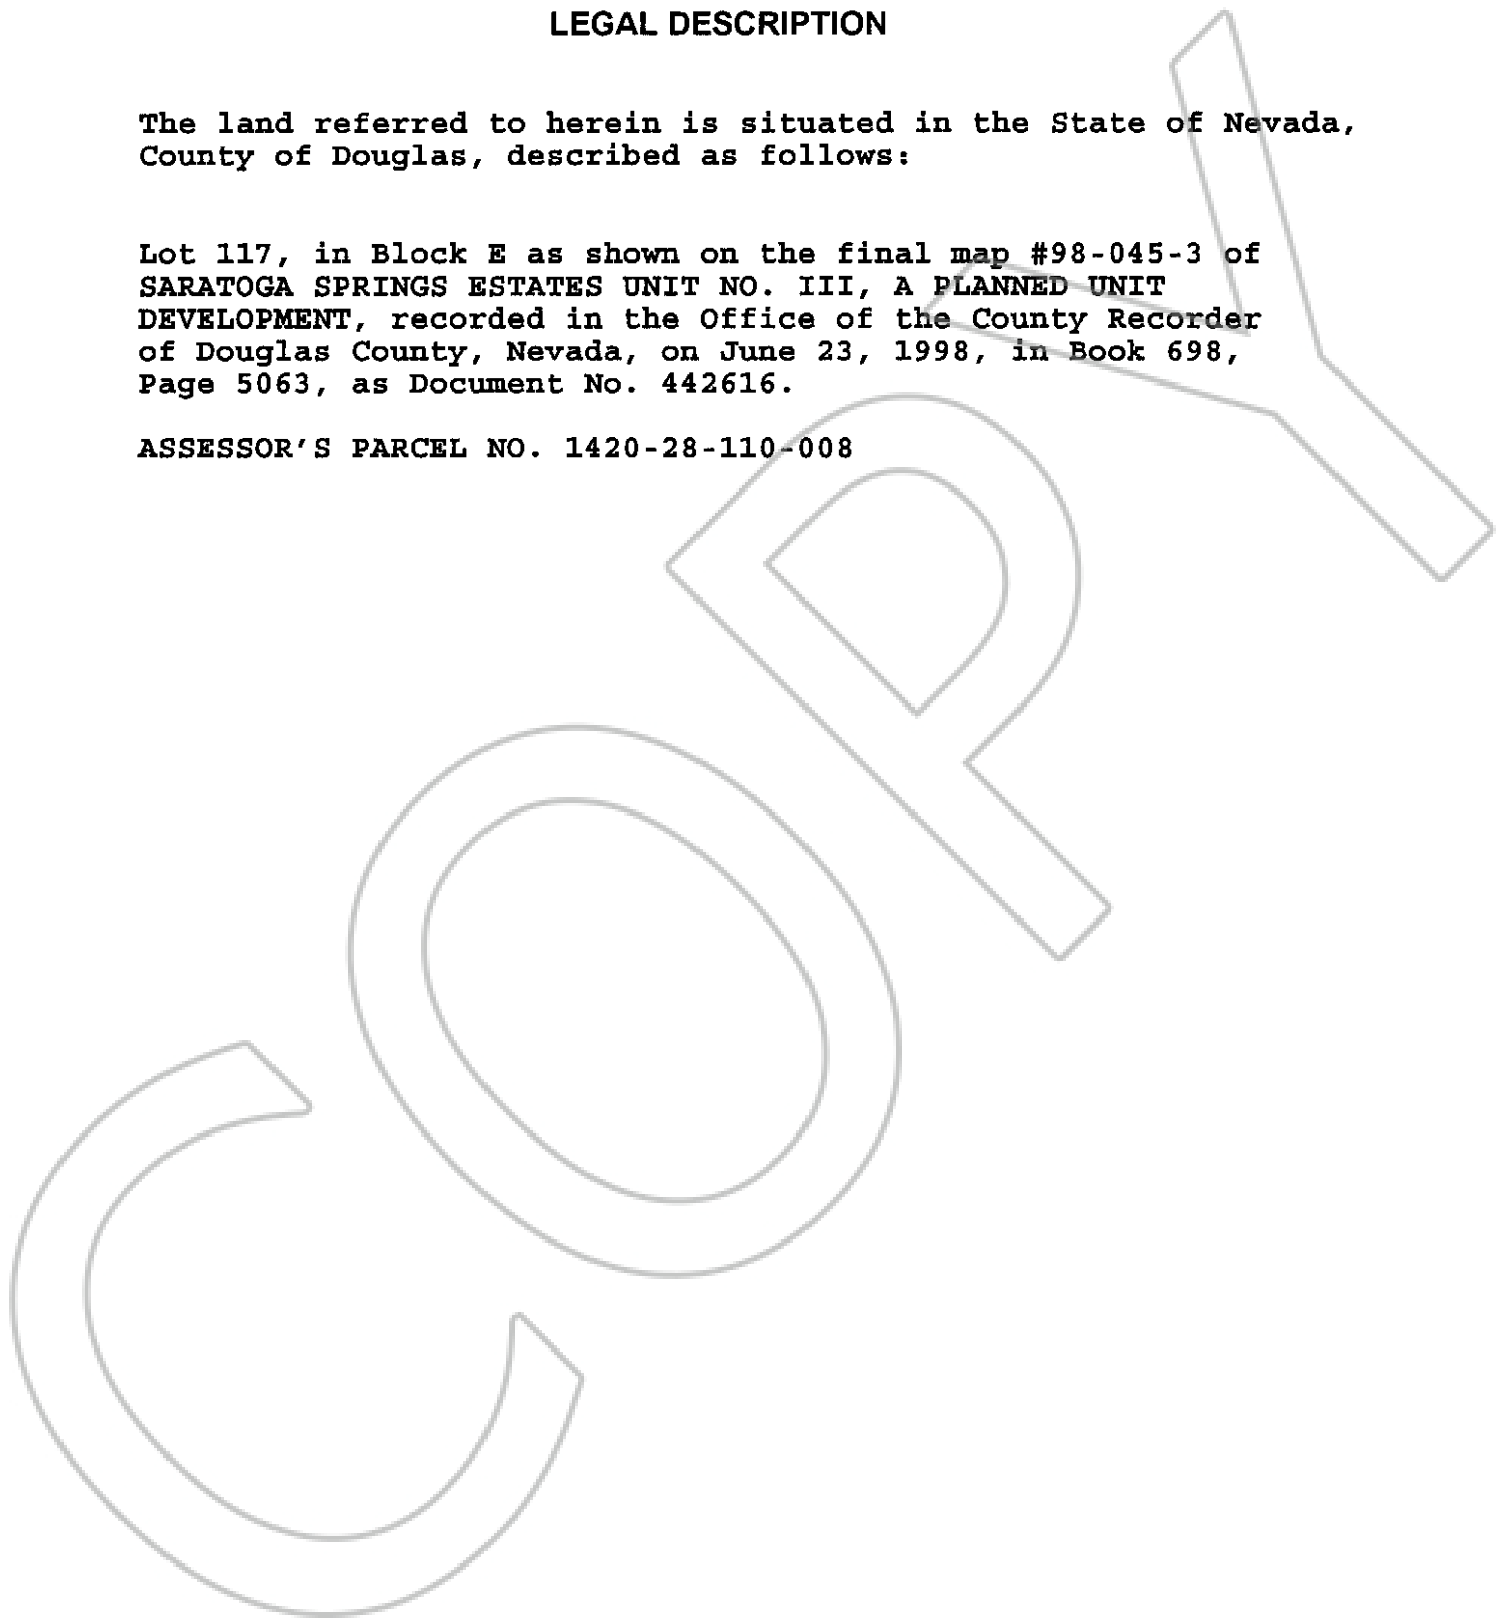 LEGAL DESCRIPTION
The land referred to herein is situated in the State of Nevada,
County of Douglas, described as follows:
Lot 117, in Block E as shown on the final map #98-045-3 of
SARATOGA SPRINGS ESTATES UNIT NO. III, A PLANNED UNIT
DEVELOPMENT, recorded in the Office of the County Recorder
of Douglas County, Nevada, on June 23, 1998, in Book 698,
Page 5063, as Document No. 442616.
ASSESSOR'S PARCEL NO. 1420-28-110-008
COPY